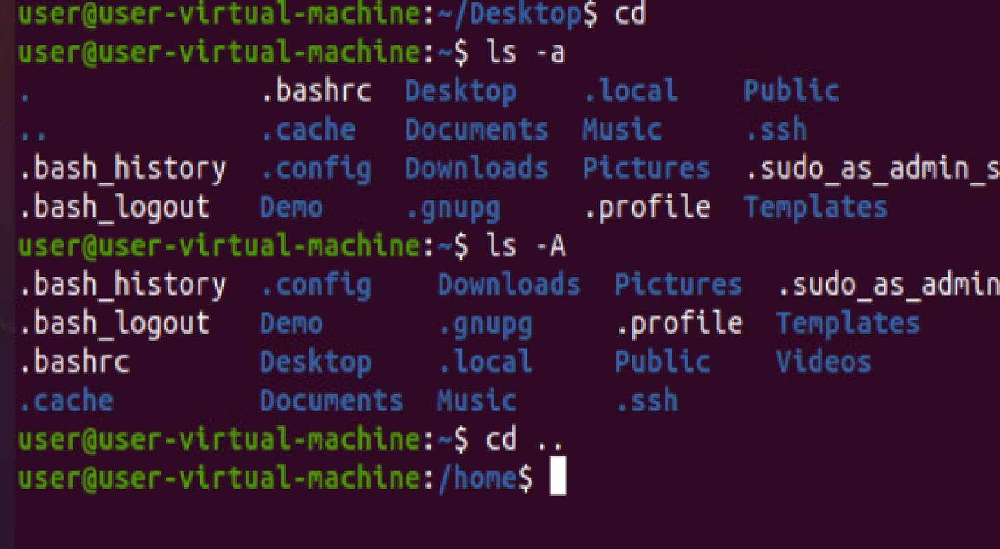 user@user-virtual-machine:~/Desktop$ cd
user@user-virtual-machine:~$ ls -a
. .bashrc Desktop .local Public
.. .cache Documents Music .ssh
.bash_history .config Downloads Pictures .sudo_as_admin_s
.bash_logout Demo .gnupg .profile Templates
user@user-virtual-machine:~$ ls -A
.bash_history .config Downloads Pictures .sudo_as_admin
.bash_logout Demo .gnupg .profile Templates
.bashrc Desktop .local Public Videos
.cache Documents Music .ssh
user@user-virtual-machine:~$ cd ..
user@user-virtual-machine:/home$